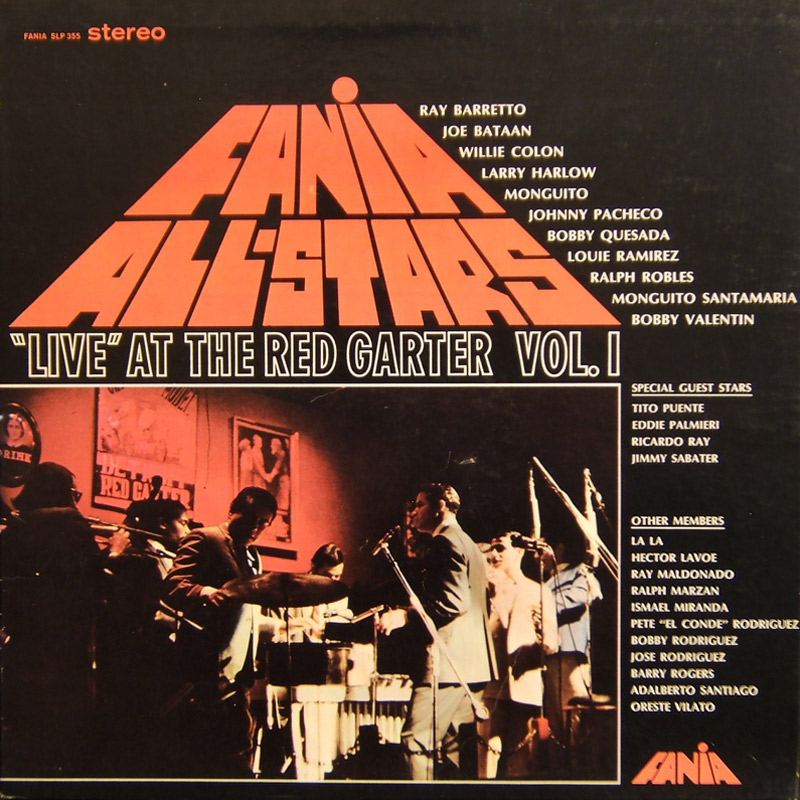 FANIA SLP 355 stereo
FANIA
ALL·STARS
RAY BARRETTO
JOE BATAAN
WILLIE COLON
LARRY HARLOW
MONGUITO
JOHNNY PACHECO
BOBBY QUESADA
LOUIE RAMIREZ
RALPH ROBLES
MONGUITO SANTAMARIA
BOBBY VALENTIN
"LIVE" AT THE RED GARTER VOL. I
SPECIAL GUEST STARS
TITO PUENTE
EDDIE PALMIERI
RICARDO RAY
JIMMY SABATER
OTHER MEMBERS
LA LA
HECTOR LAVOE
RAY MALDONADO
RALPH MARZAN
ISMAEL MIRANDA
PETE "EL CONDE" RODRIGUEZ
BOBBY RODRIGUEZ
JOSE RODRIGUEZ
BARRY ROGERS
ADALBERTO SANTIAGO
ORESTE VILATO
RED GARTER
FANIA